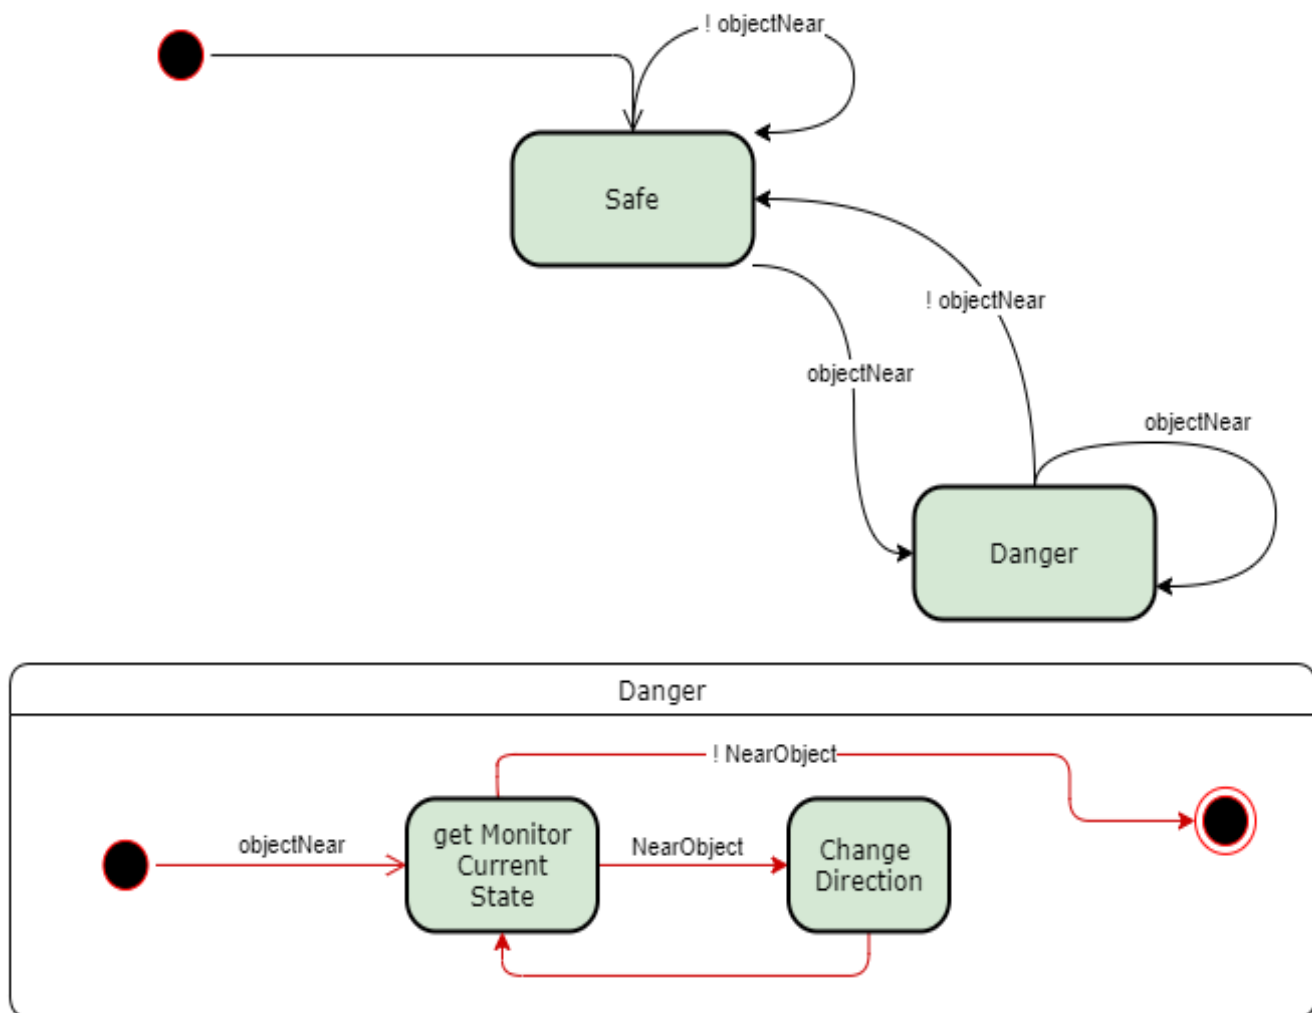 ! objectNear
Safe
! objectNear
objectNear
objectNear
Danger
Danger
! NearObject
objectNear
get Monitor
Current
State
NearObject
Change
Direction